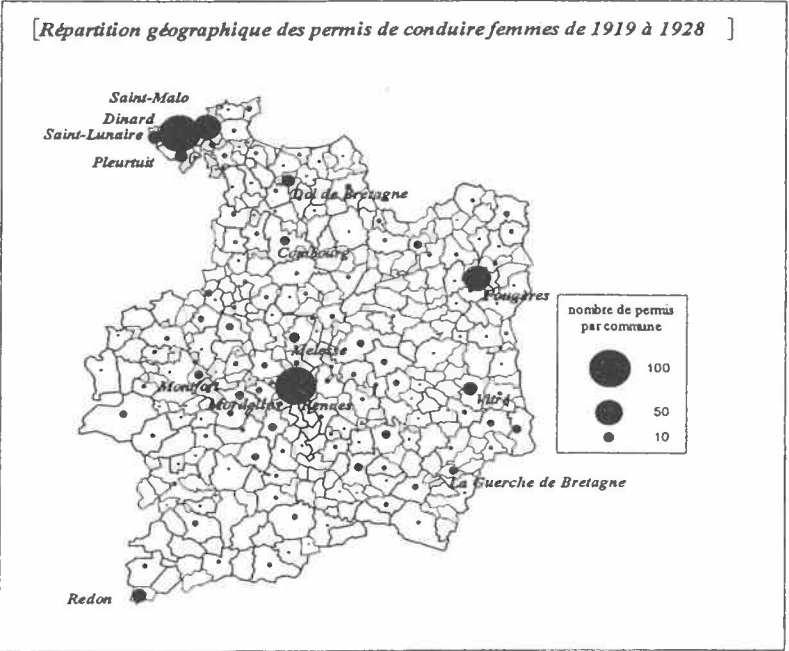 [Répartition géographique des permis de conduire femmes de 1919 à 1928 ]
Saint-Malo
Dinard
Saint-Lunaire
Pleurtuit
Dol de Bretagne
Combourg
Fougères
nombre de permis
par commune
100
50
10
Melesse
Montfort
Mordelles
Rennes
Vitré
La Guerche de Bretagne
Redon